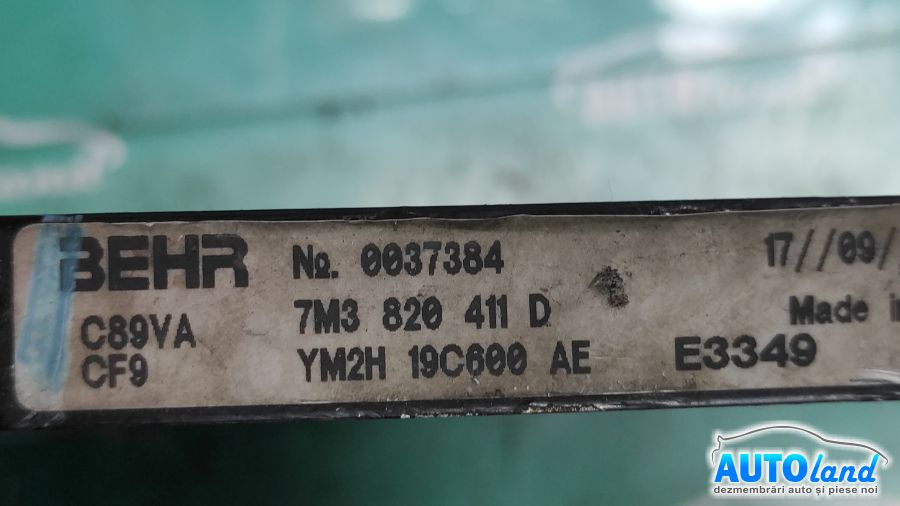 BEHR
No. 0037384
17//09/
C89VA
7M3 820 411 D
Made in
CF9
YM2H 19C600 AE
E3349
AUTOland
dezmembrări auto și piese noi